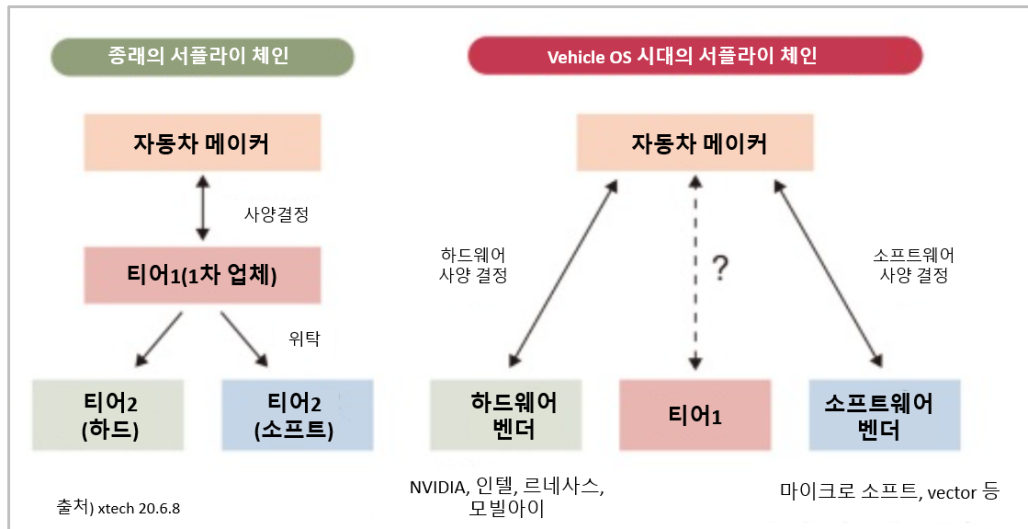 종래의 서플라이 체인
자동차 메이커
사양결정
티어1(1차 업체)
위탁
티어2
(하드)
티어2
(소프트)
출처) xtech 20.6.8
Vehicle OS 시대의 서플라이 체인
자동차 메이커
하드웨어
사양 결정
?
소프트웨어
사양 결정
하드웨어
벤더
티어1
소프트웨어
벤더
NVIDIA, 인텔, 르네사스,
모빌아이
마이크로 소프트, vector 등